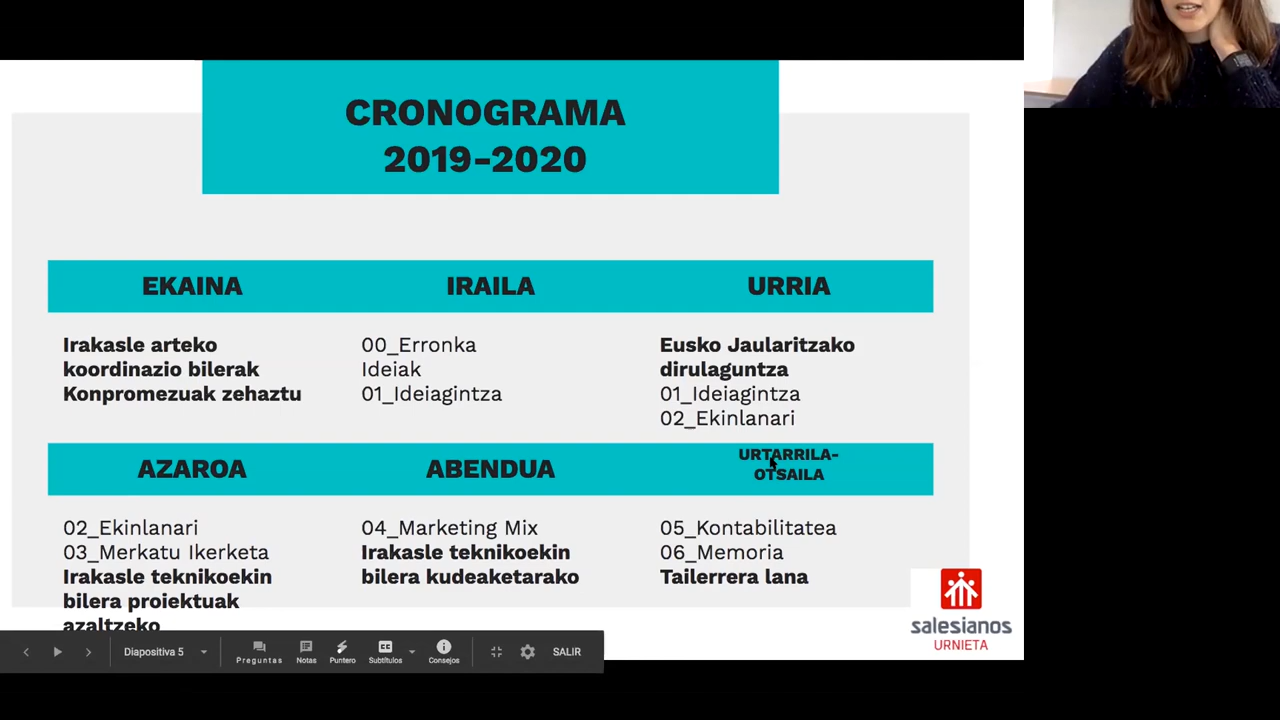 CRONOGRAMA
2019-2020
EKAINA
IRAILA
URRIA
Irakasle arteko
koordinazio bilerak
Konpromezuak zehaztu
00_Erronka
Ideiak
01_Ideiagintza
Eusko Jaularitzako
dirulaguntza
01_Ideiagintza
02_Ekinlanari
AZAROA
ABENDUA
URTARRILA-
OTSAILA
02_Ekinlanari
03_Merkatu Ikerketa
Irakasle teknikoekin
bilera proiektuak
azaltzeko
04_Marketing Mix
Irakasle teknikoekin
bilera kudeaketarako
05_Kontabilitatea
06_Memoria
Tailerrera lana
salesianos
URNIETA
Diapositiva 5
Preguntas
Notas
Puntero
Subtítulos
Consejos
SALIR